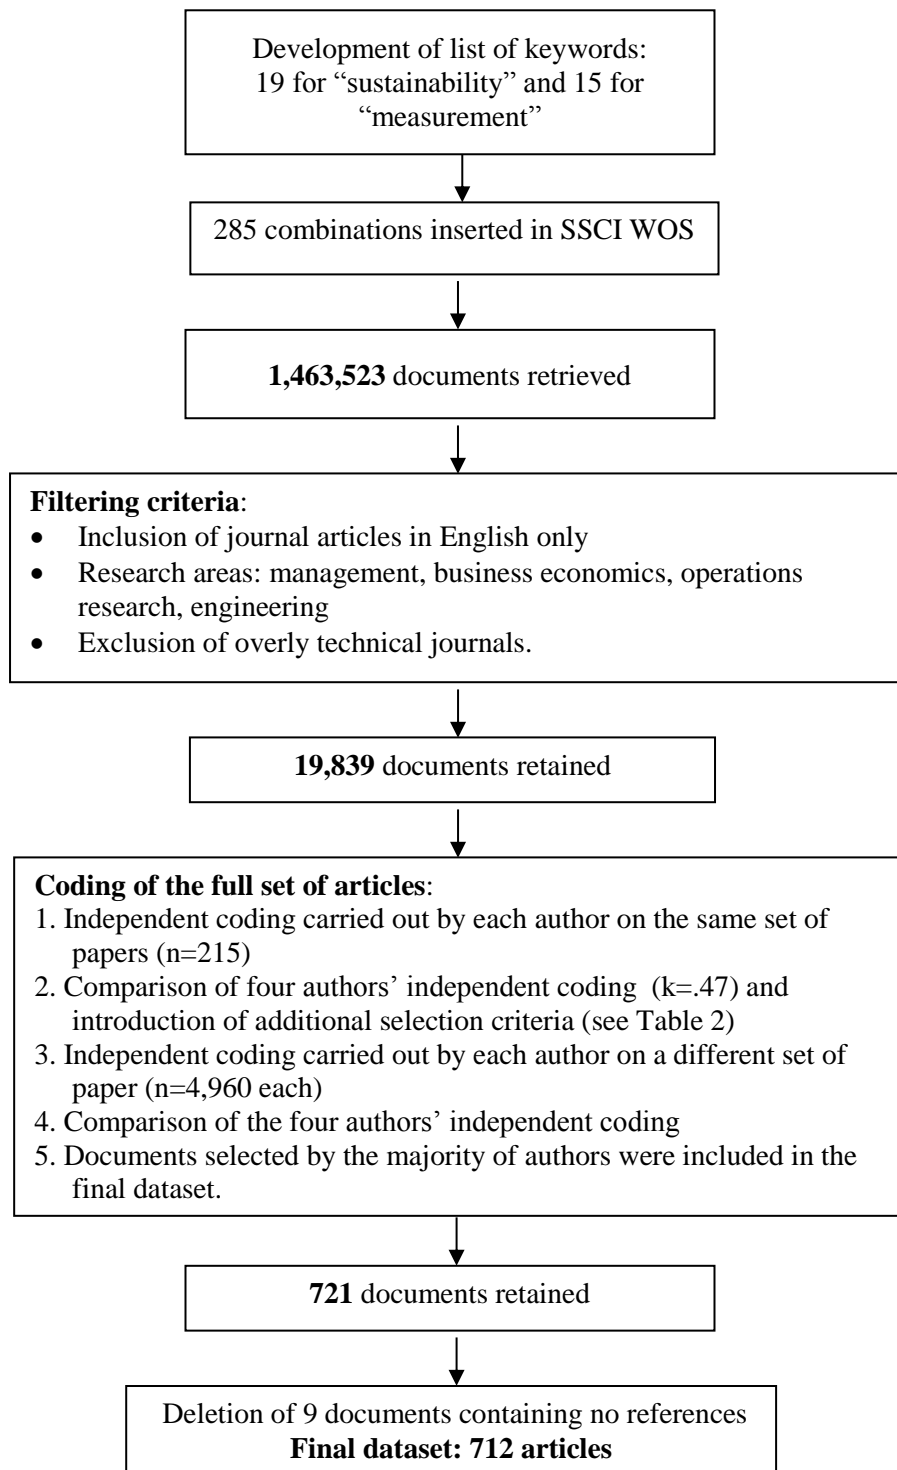 Development of list of keywords:
19 for “sustainability” and 15 for
“measurement”
285 combinations inserted in SSCI WOS
1,463,523 documents retrieved
Filtering criteria:
• Inclusion of journal articles in English only
• Research areas: management, business economics, operations
research, engineering
• Exclusion of overly technical journals.
19,839 documents retained
Coding of the full set of articles:
1. Independent coding carried out by each author on the same set of
papers (n=215)
2. Comparison of four authors’ independent coding (k=.47) and
introduction of additional selection criteria (see Table 2)
3. Independent coding carried out by each author on a different set of
paper (n=4,960 each)
4. Comparison of the four authors’ independent coding
5. Documents selected by the majority of authors were included in the
final dataset.
721 documents retained
Deletion of 9 documents containing no references
Final dataset: 712 articles